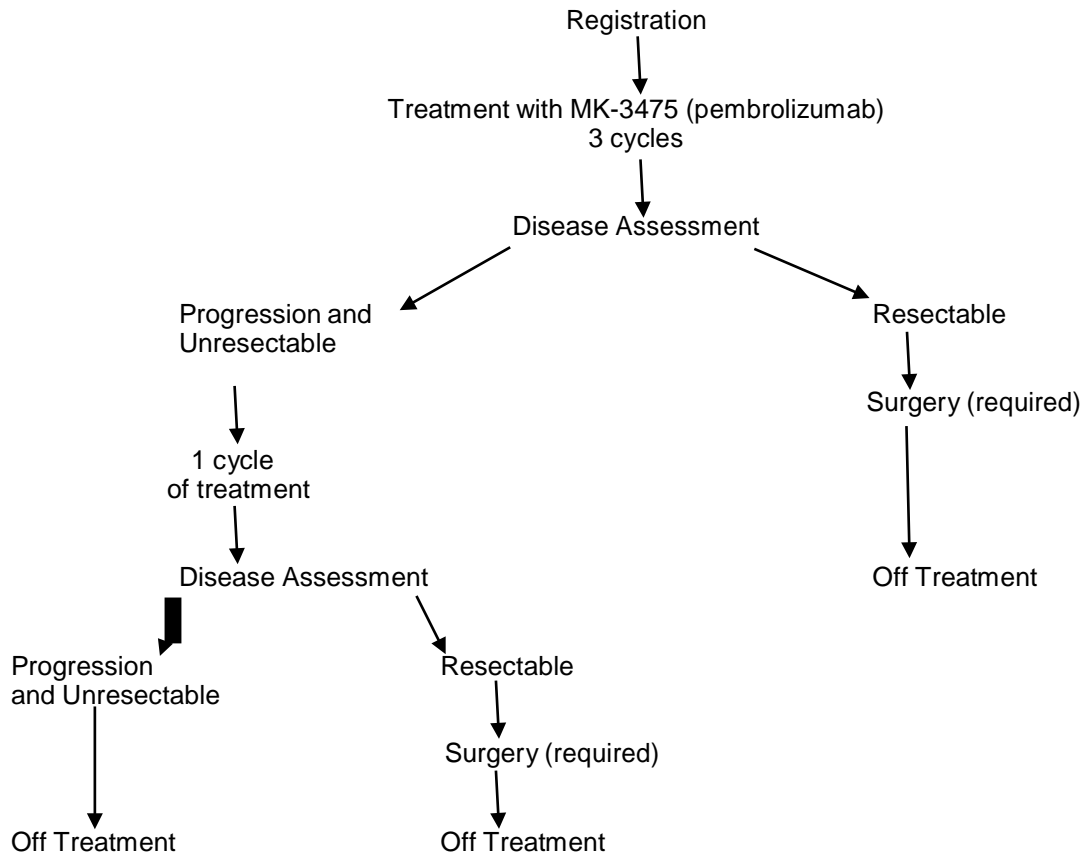 Registration
Treatment with MK-3475 (pembrolizumab)
3 cycles
Disease Assessment
Progression and
Unresectable
Resectable
Surgery (required)
1 cycle
of treatment
Disease Assessment
Off Treatment
Progression
and Unresectable
Resectable
Surgery (required)
Off Treatment
Off Treatment